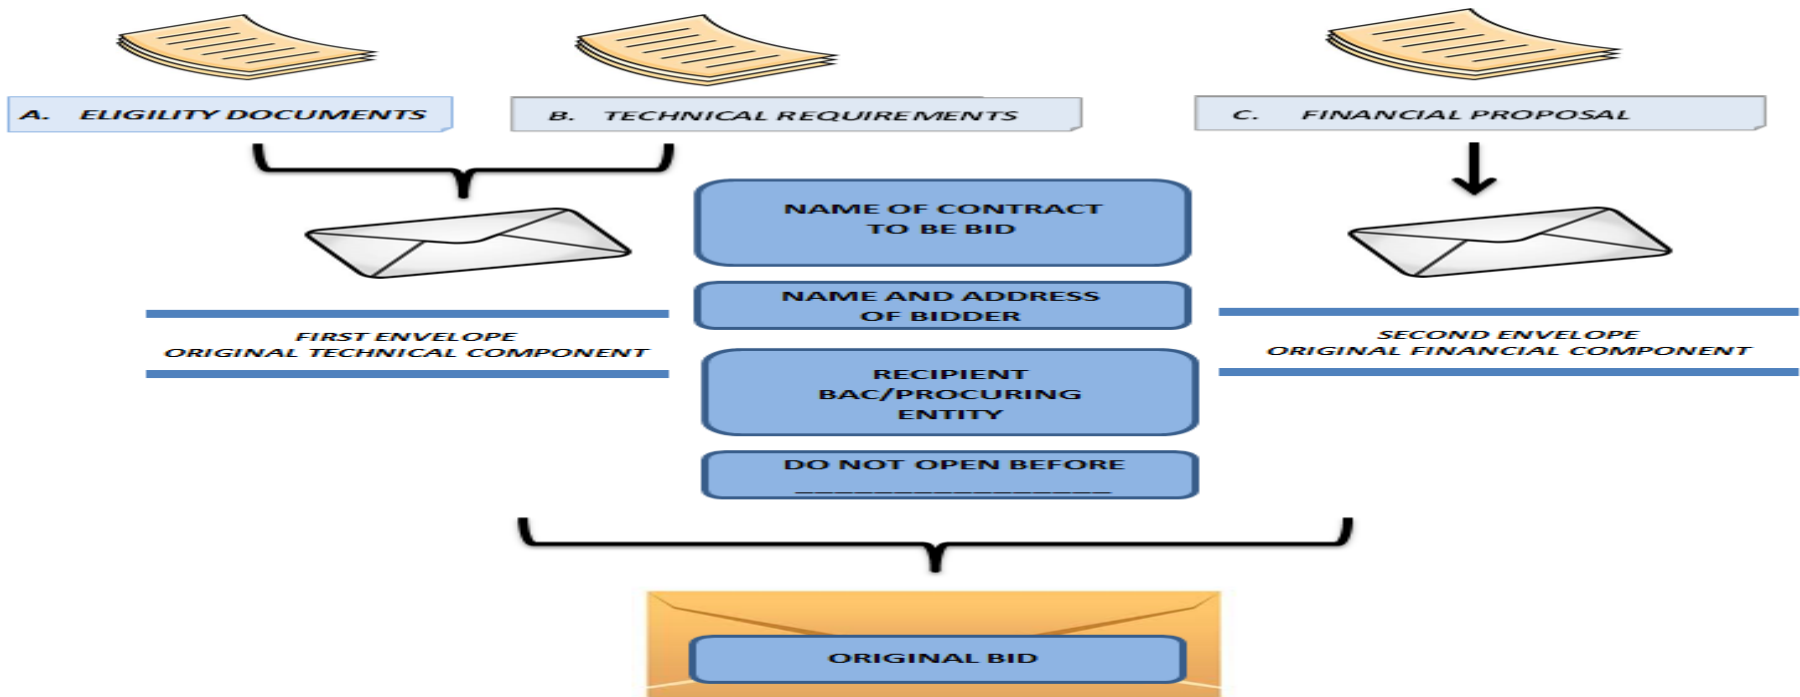 A. ELIGILITY DOCUMENTS
B. TECHNICAL REQUIREMENTS
C. FINANCIAL PROPOSAL
NAME OF CONTRACT
TO BE BID
NAME AND ADDRESS
OF BIDDER
FIRST ENVELOPE
ORIGINAL TECHNICAL COMPONENT
SECOND ENVELOPE
ORIGINAL FINANCIAL COMPONENT
RECIPIENT
BAC/PROCURING
ENTITY
DO NOT OPEN BEFORE
________________
ORIGINAL BID